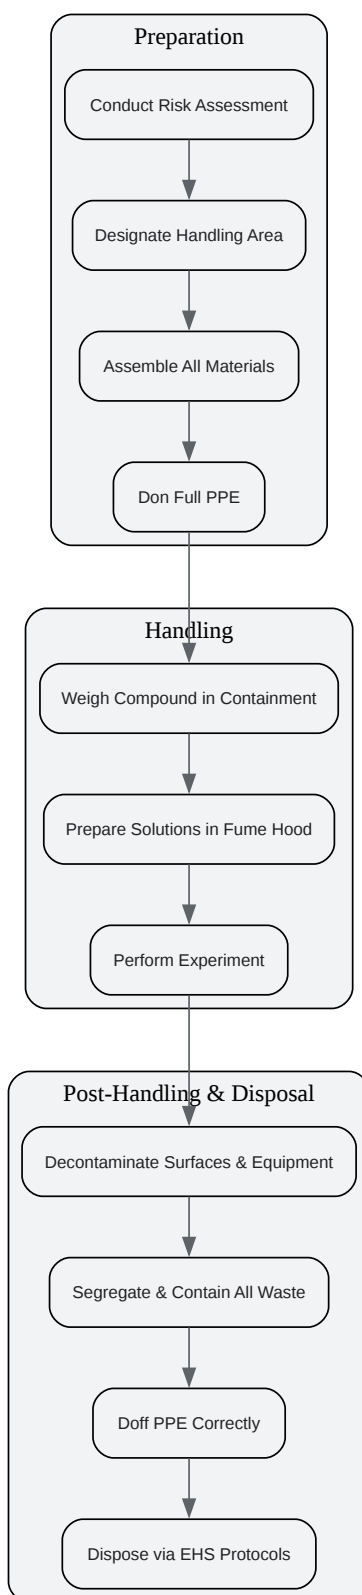 Preparation
Conduct Risk Assessment
Designate Handling Area
Assemble All Materials
Don Full PPE
Handling
Weigh Compound in Containment
Prepare Solutions in Fume Hood
Perform Experiment
Post-Handling & Disposal
Decontaminate Surfaces & Equipment
Segregate & Contain All Waste
Doff PPE Correctly
Dispose via EHS Protocols